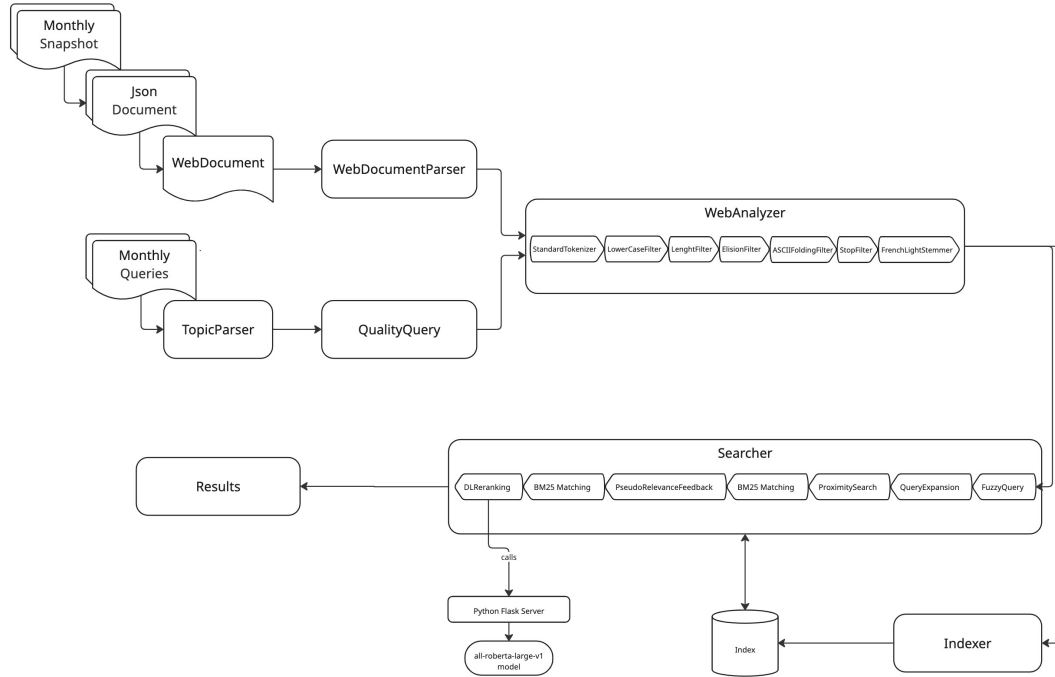 Monthly
Snapshot
Json
Document
WebDocument
WebDocumentParser
Monthly
Queries
TopicParser
QualityQuery
WebAnalyzer
StandardTokenizer
LowerCaseFilter
LenghtFilter
ElisionFilter
ASCIIFoldingFilter
StopFilter
FrenchLightStemmer
Searcher
DLReranking
BM25 Matching
PseudoRelevanceFeedback
BM25 Matching
ProximitySearch
QueryExpansion
FuzzyQuery
Results
calls
Python Flask Server
all-roberta-large-v1
model
Index
Indexer